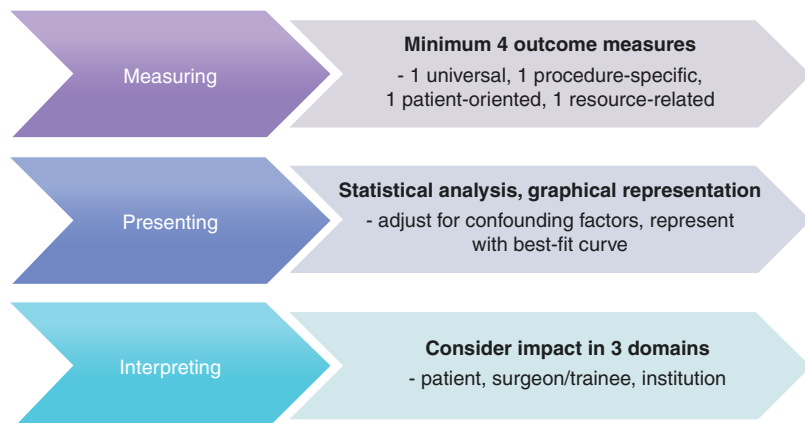 Measuring
Minimum 4 outcome measures
- 1 universal, 1 procedure-specific,
1 patient-oriented, 1 resource-related
Presenting
Statistical analysis, graphical representation
- adjust for confounding factors, represent
with best-fit curve
Interpreting
Consider impact in 3 domains
- patient, surgeon/trainee, institution